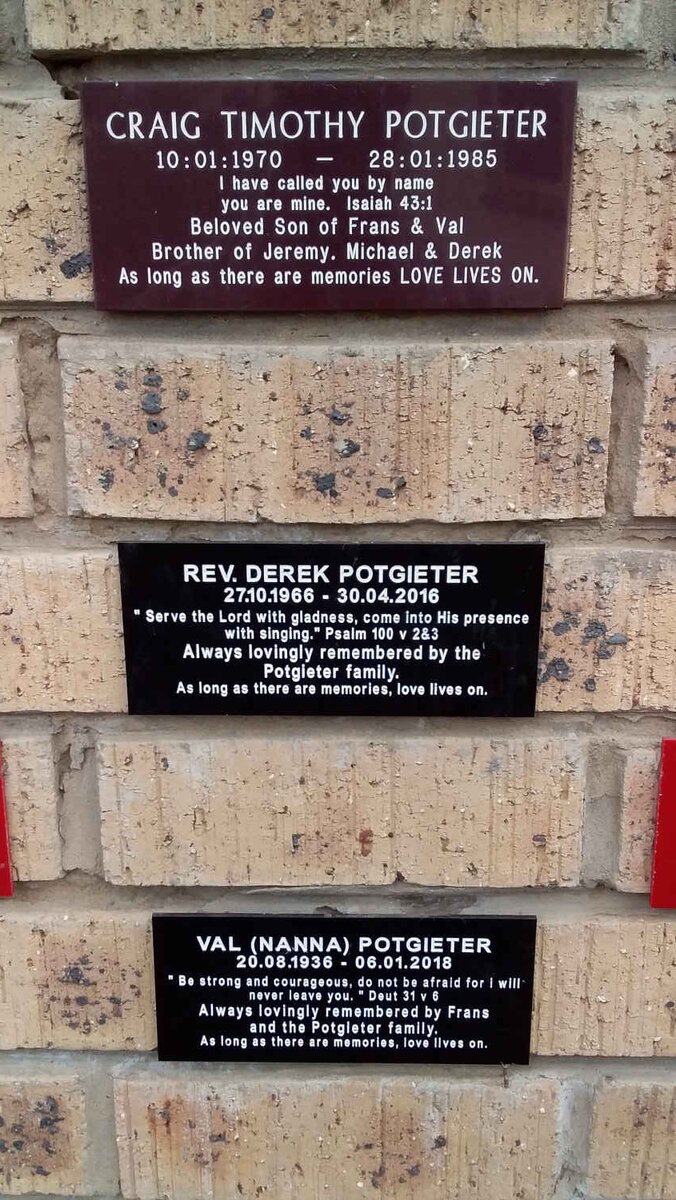 CRAIG TIMOTHY POTGIETER
10:01:1970 — 28:01:1985
I have called you by name
you are mine. Isaiah 43:1
Beloved Son of Frans & Val
Brother of Jeremy. Michael & Derek
As long as there are memories LOVE LIVES ON.
REV. DEREK POTGIETER
27.10.1966 - 30.04.2016
" Serve the Lord with gladness, come into His presence
with singing." Psalm 100 v 2&3
Always lovingly remembered by the
Potgieter family.
As long as there are memories, love lives on.
VAL (NANNA) POTGIETER
20.08.1936 - 06.01.2018
" Be strong and courageous, do not be afraid for i will
never leave you. " Deut 31 v 6
Always lovingly remembered by Frans
and the Potgieter family.
As long as there are memories, love lives on.